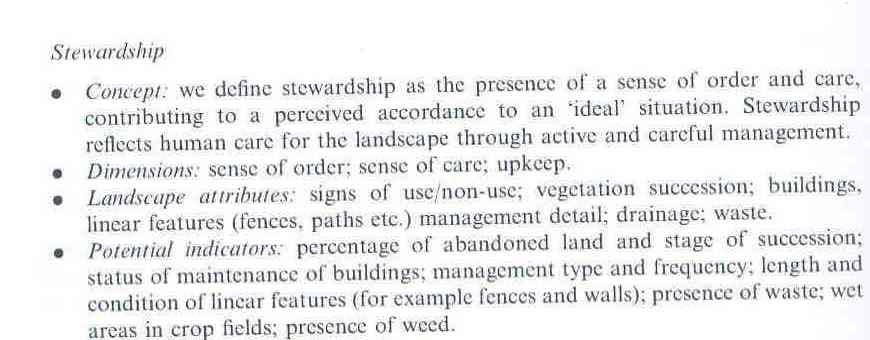 Stewardship
• Concept: we define stewardship as the presence of a sense of order and care,
contributing to a perceived accordance to an ‘ideal’ situation. Stewardship
reflects human care for the landscape through active and careful management.
• Dimensions: sense of order; sense of care; upkeep.
• Landscape attributes: signs of use/non-use; vegetation succession; buildings,
linear features (fences, paths etc.) management detail; drainage; waste.
• Potential indicators: percentage of abandoned land and stage of succession;
status of maintenance of buildings; management type and frequency; length and
condition of linear features (for example fences and walls); presence of waste; wet
areas in crop fields; presence of weed.